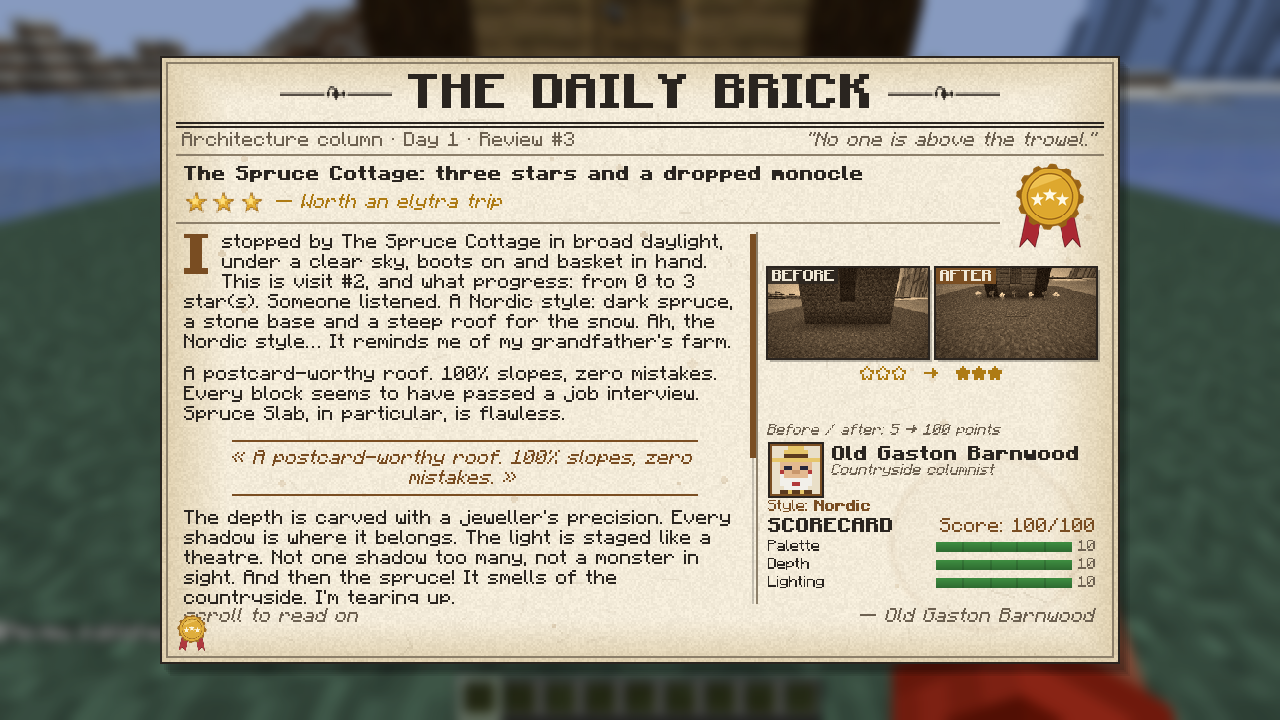 THE DAILY BRICK
Architecture column · Day 1 · Review #3
"No one is above the trowel."
The Spruce Cottage: three stars and a dropped monocle
— Worth an elytra trip
I stopped by The Spruce Cottage in broad daylight,
under a clear sky, boots on and basket in hand.
This is visit #2, and what progress: from 0 to 3
star(s). Someone listened. A Nordic style: dark spruce,
a stone base and a steep roof for the snow. Ah, the
Nordic style... It reminds me of my grandfather's farm.
A postcard-worthy roof. 100% slopes, zero mistakes.
Every block seems to have passed a job interview.
Spruce Slab, in particular, is flawless.
« A postcard-worthy roof. 100% slopes, zero
mistakes. »
The depth is carved with a jeweller's precision. Every
shadow is where it belongs. The light is staged like a
theatre. Not one shadow too many, not a monster in
sight. And then the spruce! It smells of the
countryside. I'm tearing up.
scroll to read on
BEFORE
AFTER
Before / after: 5 → 100 points
Old Gaston Barnwood
Countryside columnist
Style: Nordic
SCORECARD
Score: 100/100
Palette 10
Depth 10
Lighting 10
— Old Gaston Barnwood